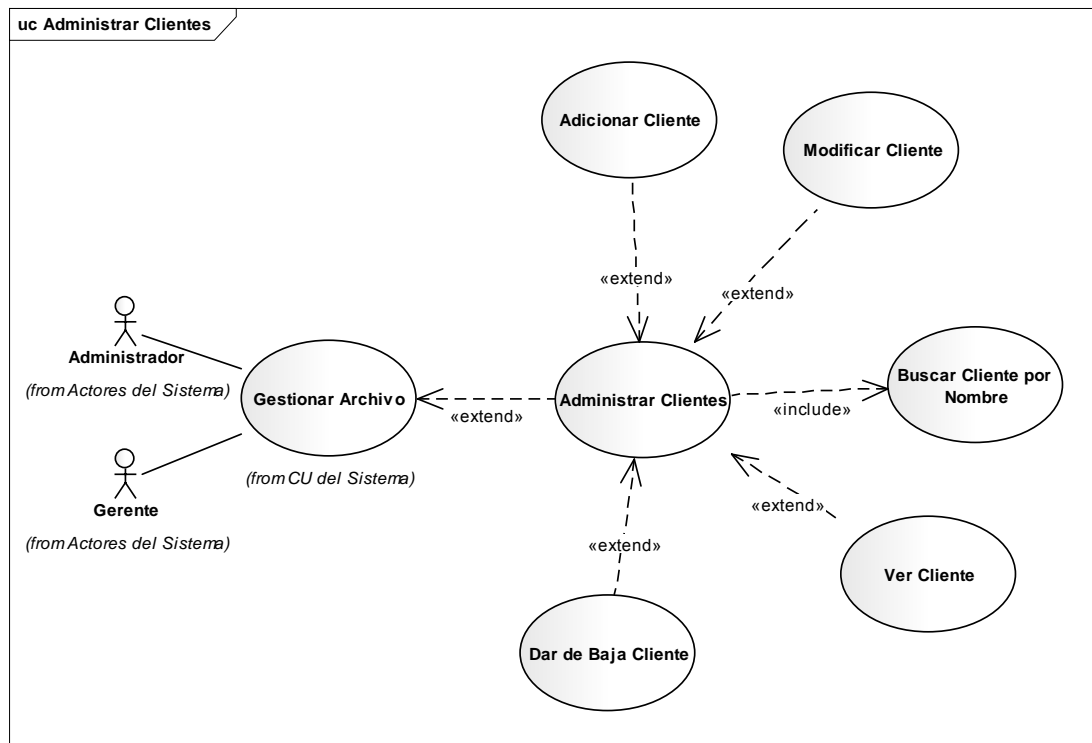 uc Administrar Clientes
Adicionar Cliente
Modificar Cliente
«extend»
«extend»
Administrador
(from Actores del Sistema)
Gestionar Archivo
(from CU del Sistema)
«extend»
Administrar Clientes
«include»
Buscar Cliente por
Nombre
Gerente
(from Actores del Sistema)
«extend»
«extend»
Ver Cliente
Dar de Baja Cliente